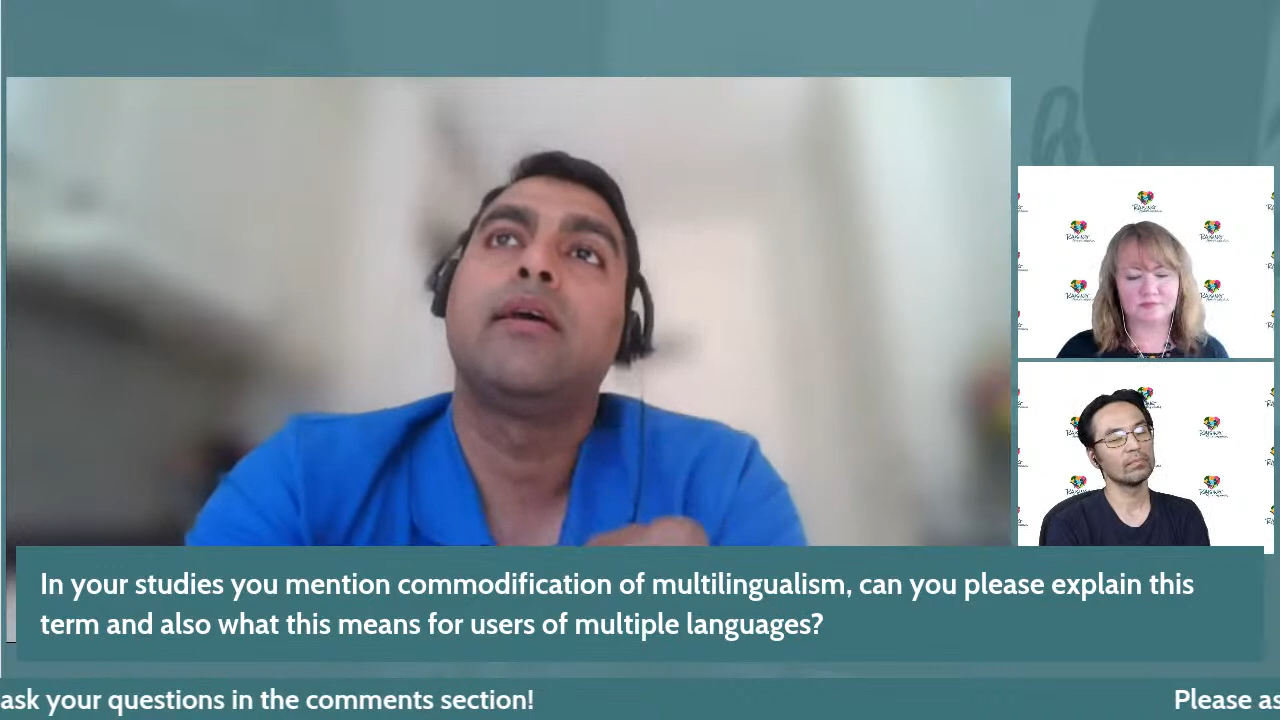 In your studies you mention commodification of multilingualism, can you please explain this
term and also what this means for users of multiple languages?
ask your questions in the comments section!
Please as